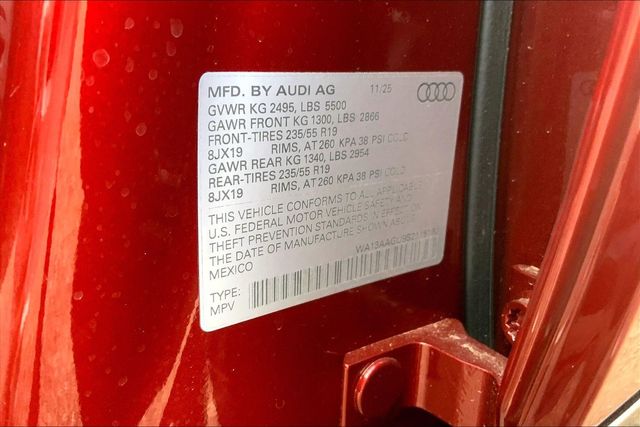 MFD. BY AUDI AG 11/25
GVWR KG 2495, LBS 5500
GAWR FRONT KG 1300, LBS 2866
FRONT-TIRES 235/55 R19
8JX19 RIMS, AT 260 KPA 38 PSI COLD
GAWR REAR KG 1340, LBS 2954
REAR-TIRES 235/55 R19
8JX19 RIMS, AT 260 KPA 38 PSI COLD
THIS VEHICLE CONFORMS TO ALL APPLICABLE
U.S. FEDERAL MOTOR VEHICLE SAFETY AND
THEFT PREVENTION STANDARDS IN EFFECT ON
THE DATE OF MANUFACTURE SHOWN ABOVE
MEXICO
TYPE:
MPV